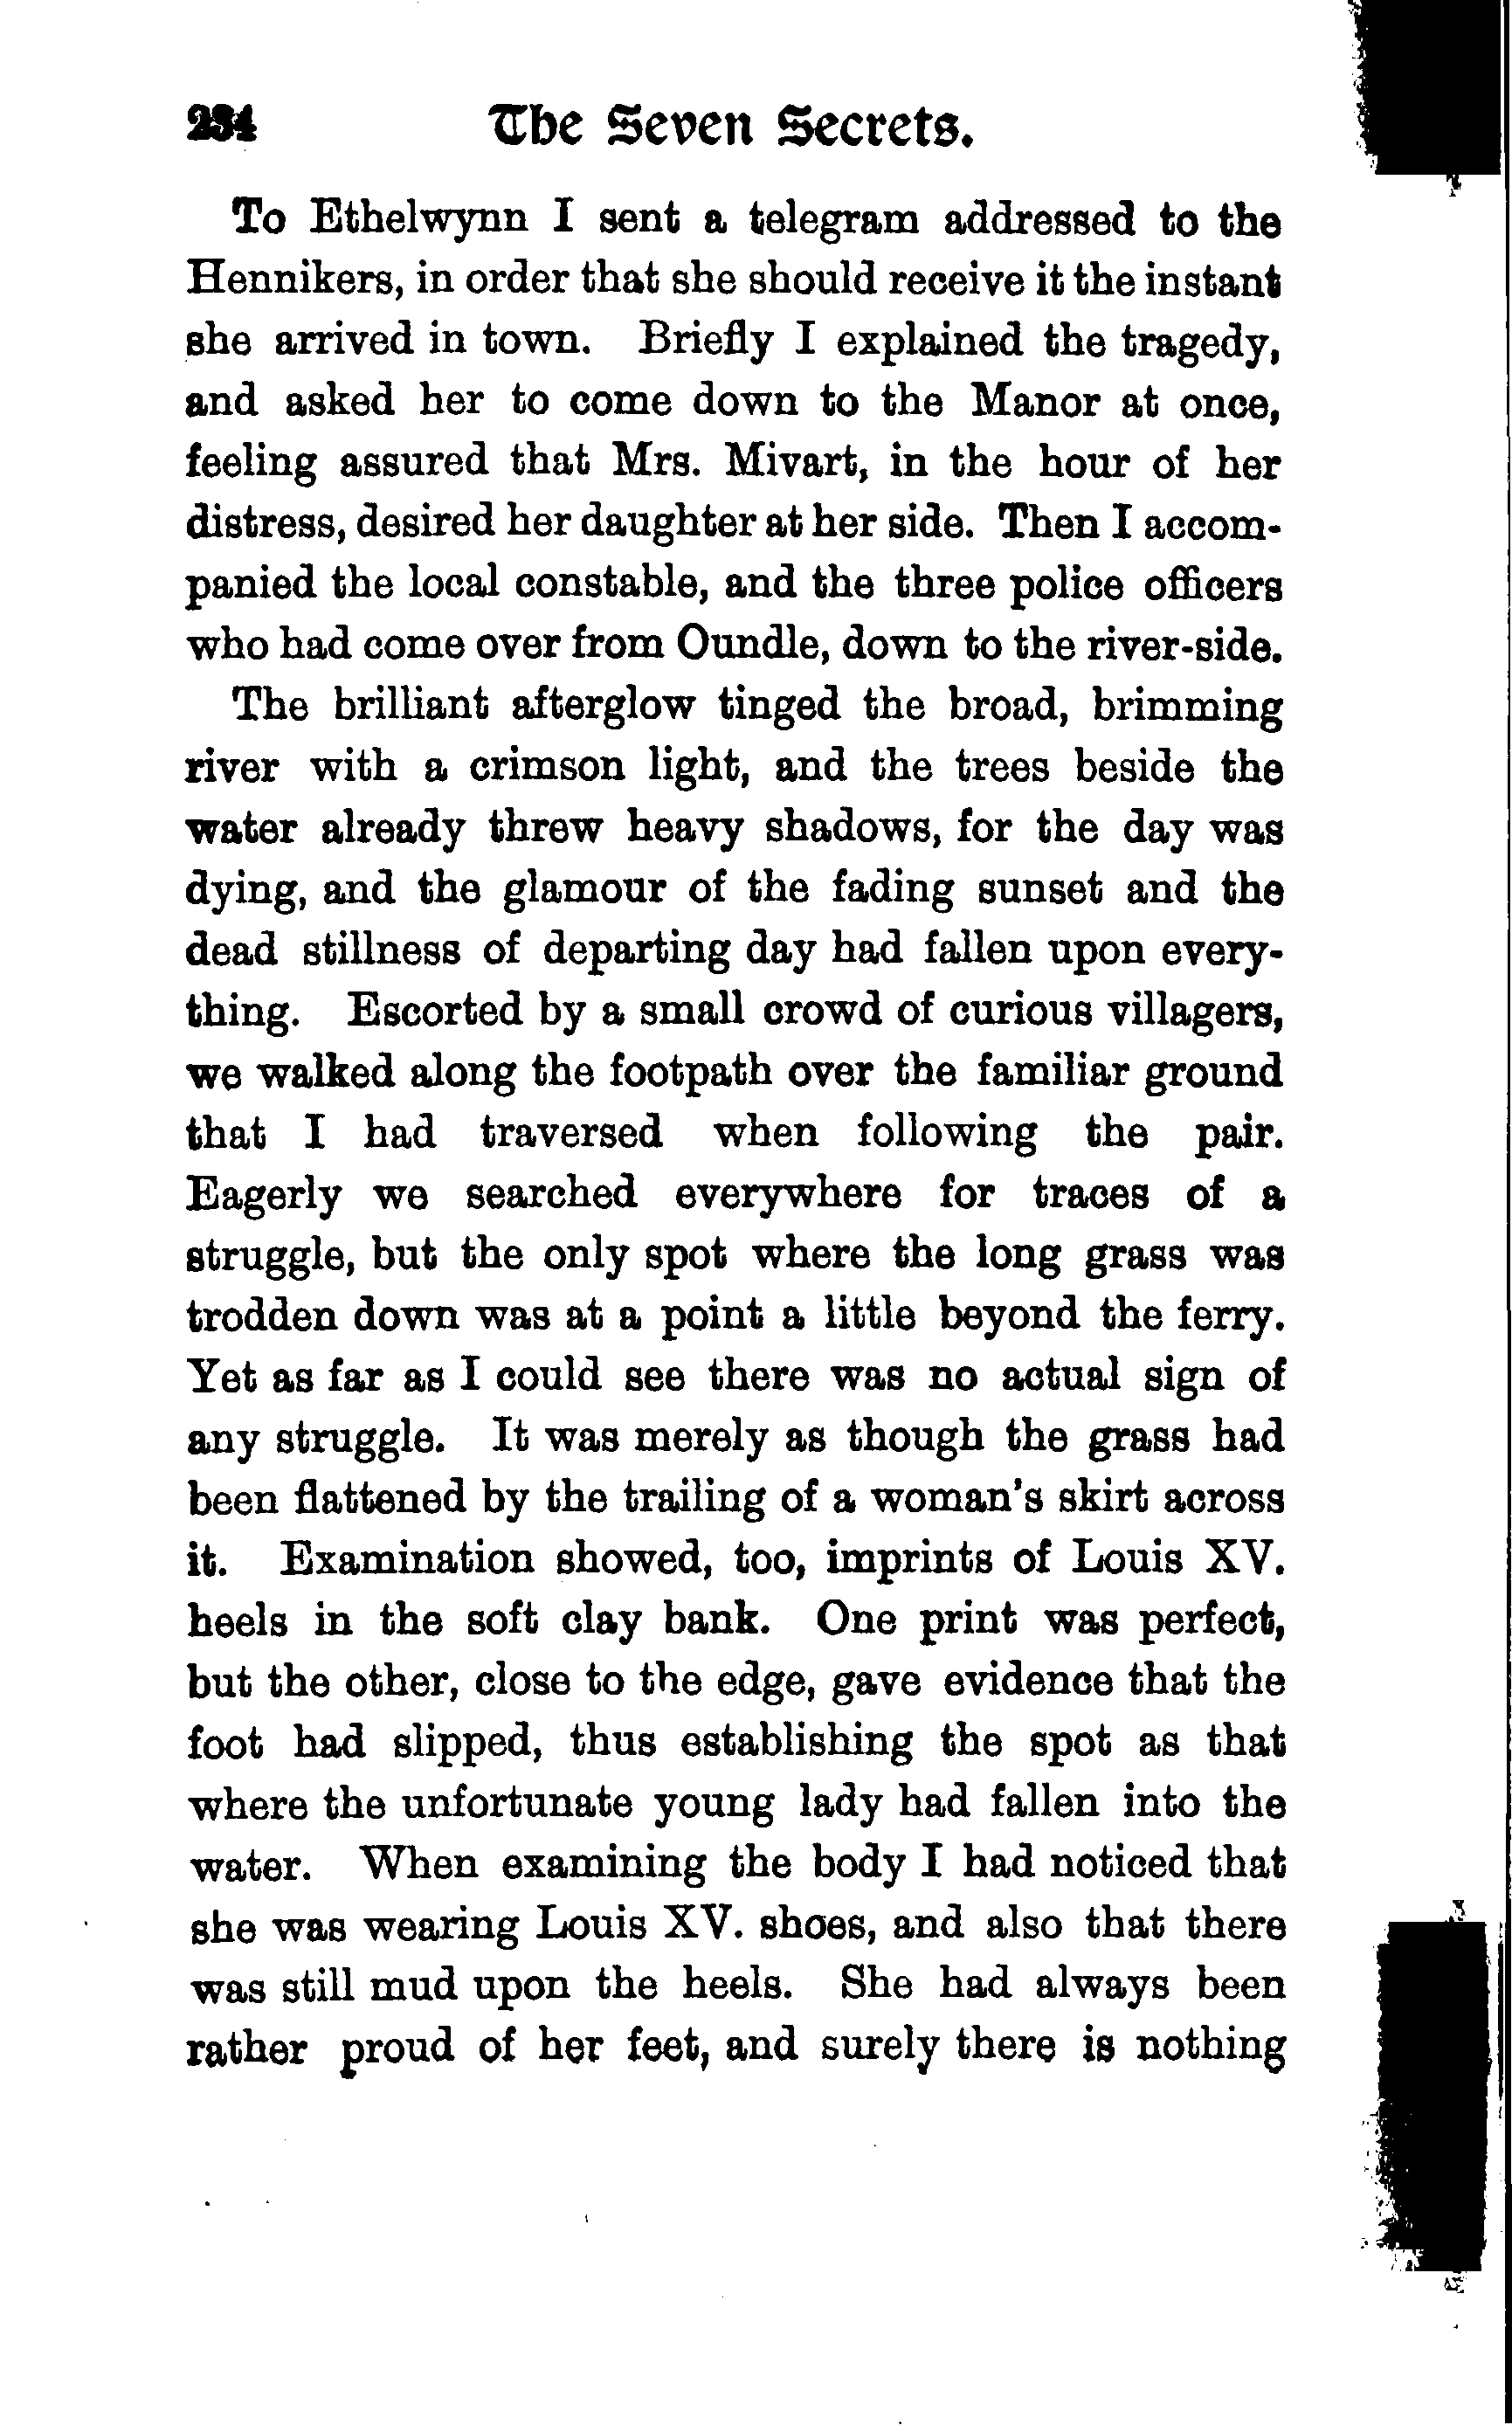 234 The Seven Secrets.
To Ethelwynn I sent a telegram addressed to the
Hennikers, in order that she should receive it the instant
she arrived in town. Briefly I explained the tragedy,
and asked her to come down to the Manor at once,
feeling assured that Mrs. Mivart, in the hour of her
distress, desired her daughter at her side. Then I accom-
panied the local constable, and the three police officers
who had come over from Oundle, down to the river-side.
The brilliant afterglow tinged the broad, brimming
river with a crimson light, and the trees beside the
water already threw heavy shadows, for the day was
dying, and the glamour of the fading sunset and the
dead stillness of departing day had fallen upon every-
thing. Escorted by a small crowd of curious villagers,
we walked along the footpath over the familiar ground
that I had traversed when following the pair.
Eagerly we searched everywhere for traces of a
struggle, but the only spot where the long grass was
trodden down was at a point a little beyond the ferry.
Yet as far as I could see there was no actual sign of
any struggle. It was merely as though the grass had
been flattened by the trailing of a woman's skirt across
it. Examination showed, too, imprints of Louis XV.
heels in the soft clay bank. One print was perfect,
but the other, close to the edge, gave evidence that the
foot had slipped, thus establishing the spot as that
where the unfortunate young lady had fallen into the
water. When examining the body I had noticed that
she was wearing Louis XV. shoes, and also that there
was still mud upon the heels. She had always been
rather proud of her feet, and surely there is nothing